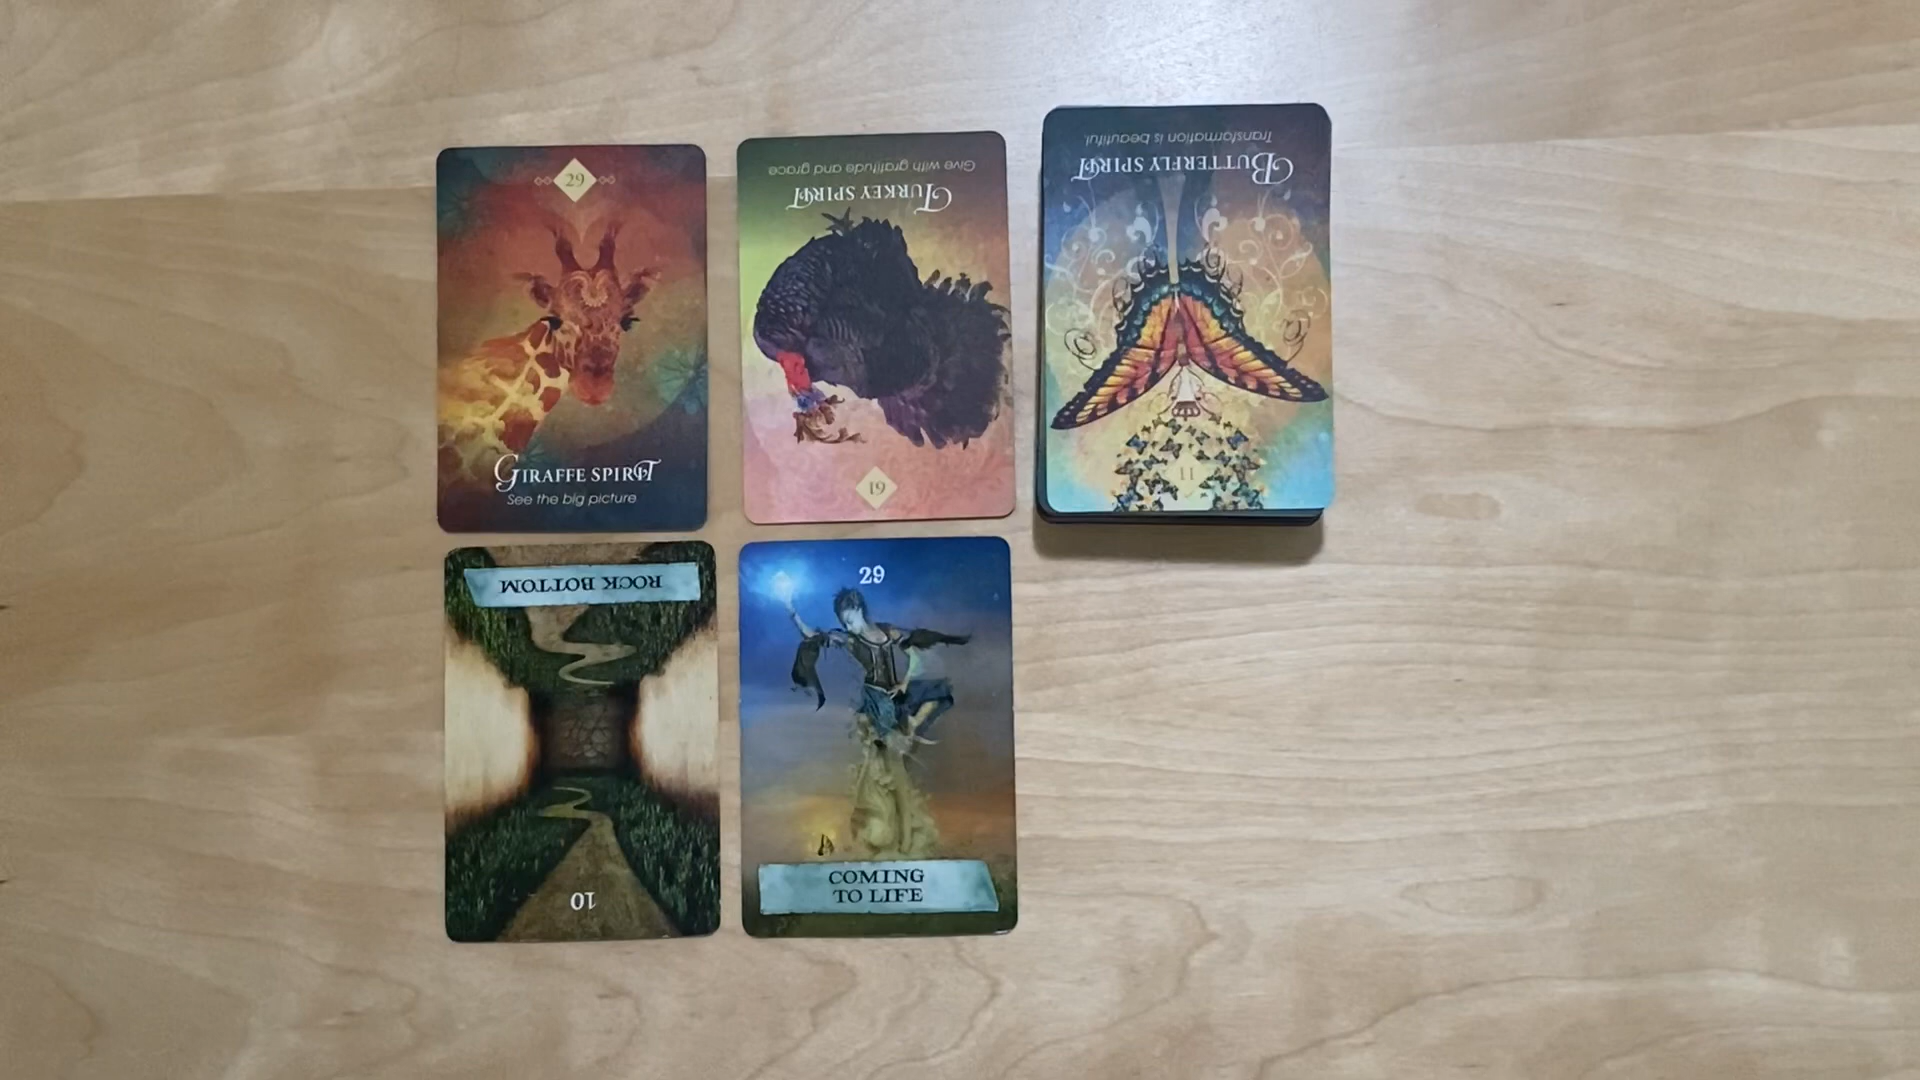 29
GIRAFFE SPIRIT
See the big picture
61
TURKEY SPIRIT
Give with gratitude and grace
11
BUTTERFLY SPIRIT
Transformation is beautiful.
10
ROCK BOTTOM
29
COMING
TO LIFE